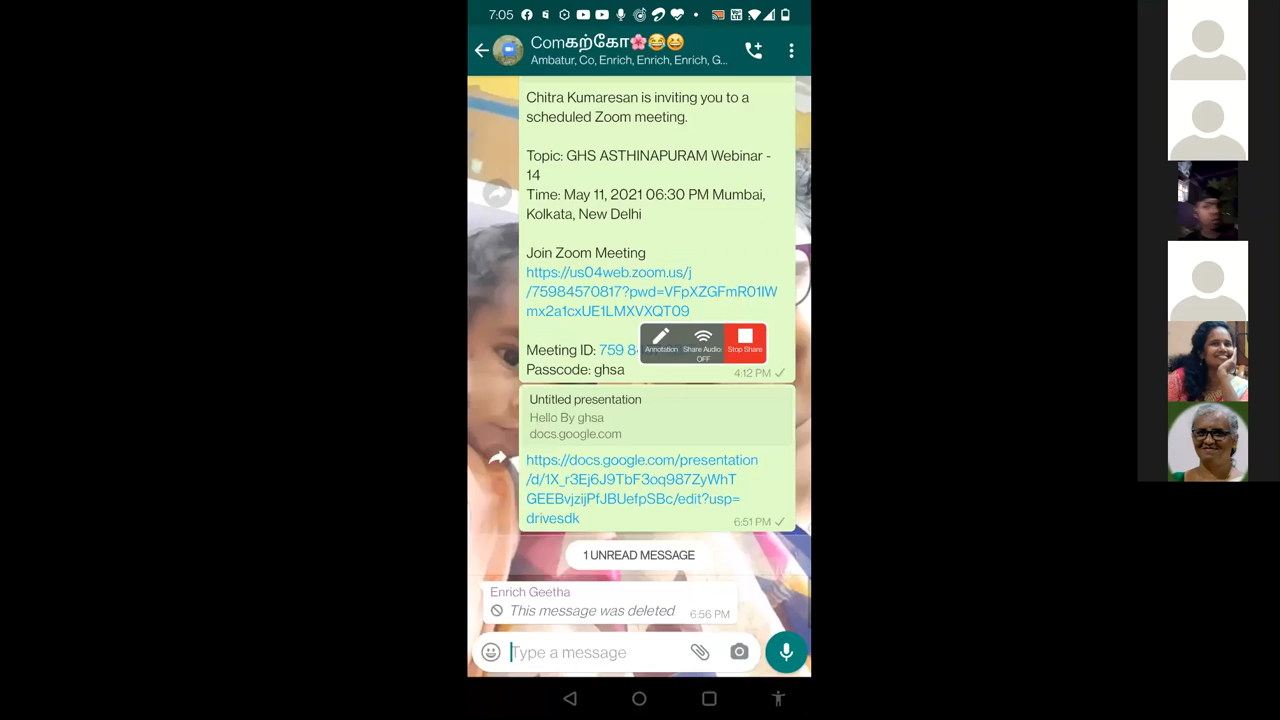 7:05
Comகற்கோ🌸😂😆
Ambatur, Co, Enrich, Enrich, Enrich, G...
Chitra Kumaresan is inviting you to a
scheduled Zoom meeting.
Topic: GHS ASTHINAPURAM Webinar -
14
Time: May 11, 2021 06:30 PM Mumbai,
Kolkata, New Delhi
Join Zoom Meeting
https://us04web.zoom.us/j
/75984570817?pwd=VFpXZGFmR01IW
mx2a1cxUE1LMXVXQT09
Annotation Share Audio Stop Share
OFF
Meeting ID: 759 8
Passcode: ghsa
4:12 PM
Untitled presentation
Hello By ghsa
docs.google.com
https://docs.google.com/presentation
/d/1X_r3Ej6J9TbF3oq987ZyWhT
GEEBvjzijPfJBUefpSBc/edit?usp=
drivesdk
6:51 PM
1 UNREAD MESSAGE
Enrich Geetha
This message was deleted 6:56 PM
Type a message